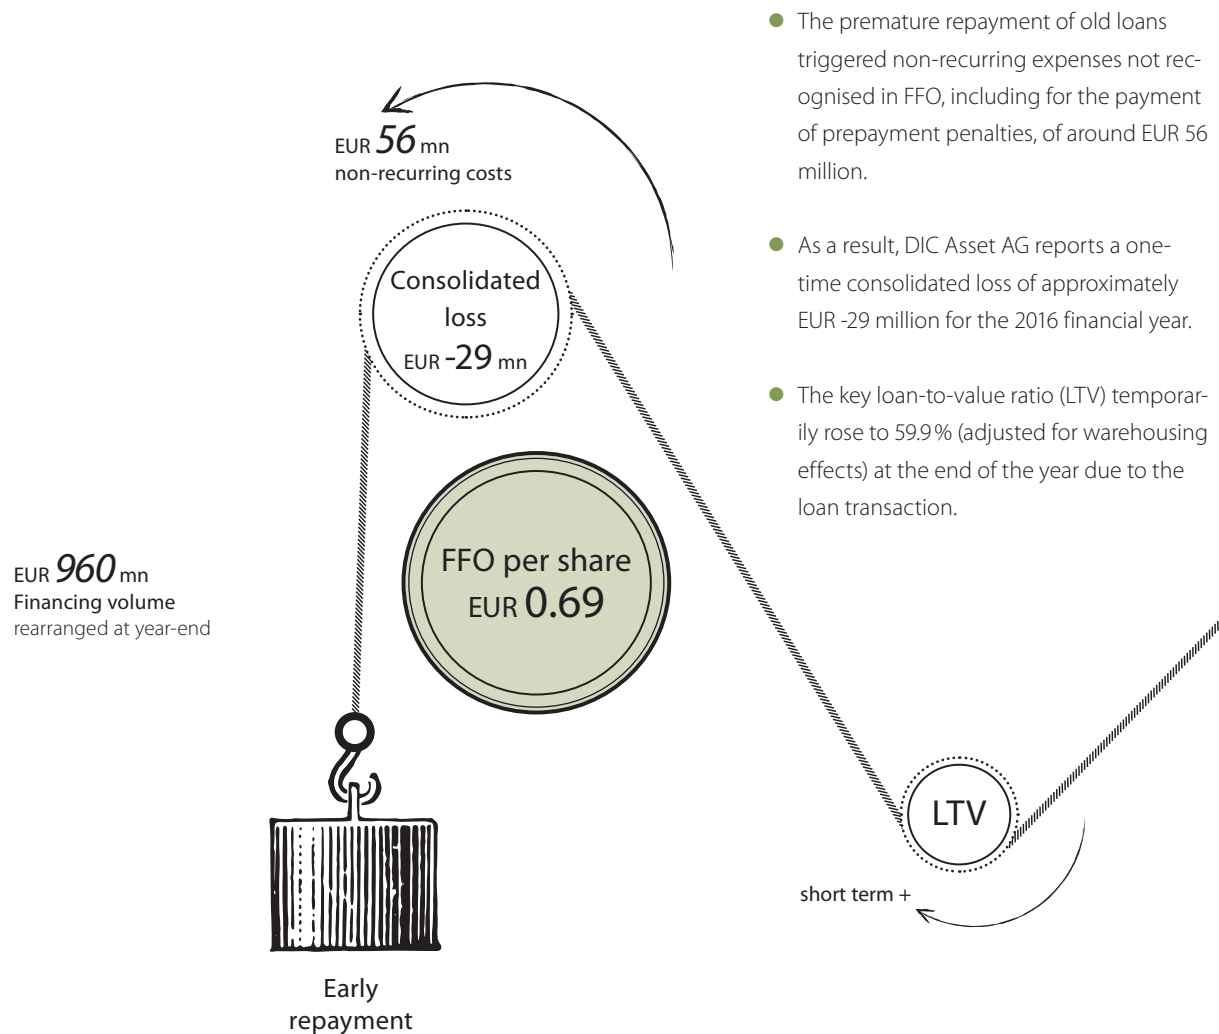 The premature repayment of old loans
triggered non-recurring expenses not rec-
ognised in FFO, including for the payment
of prepayment penalties, of around EUR 56
million.
As a result, DIC Asset AG reports a one-
time consolidated loss of approximately
EUR -29 million for the 2016 financial year.
The key loan-to-value ratio (LTV) temporar-
ily rose to 59.9% (adjusted for warehousing
effects) at the end of the year due to the
loan transaction.
EUR 56 mn
non-recurring costs
Consolidated
loss
EUR -29 mn
FFO per share
EUR 0.69
EUR 960 mn
Financing volume
rearranged at year-end
LTV
short term +
Early
repayment